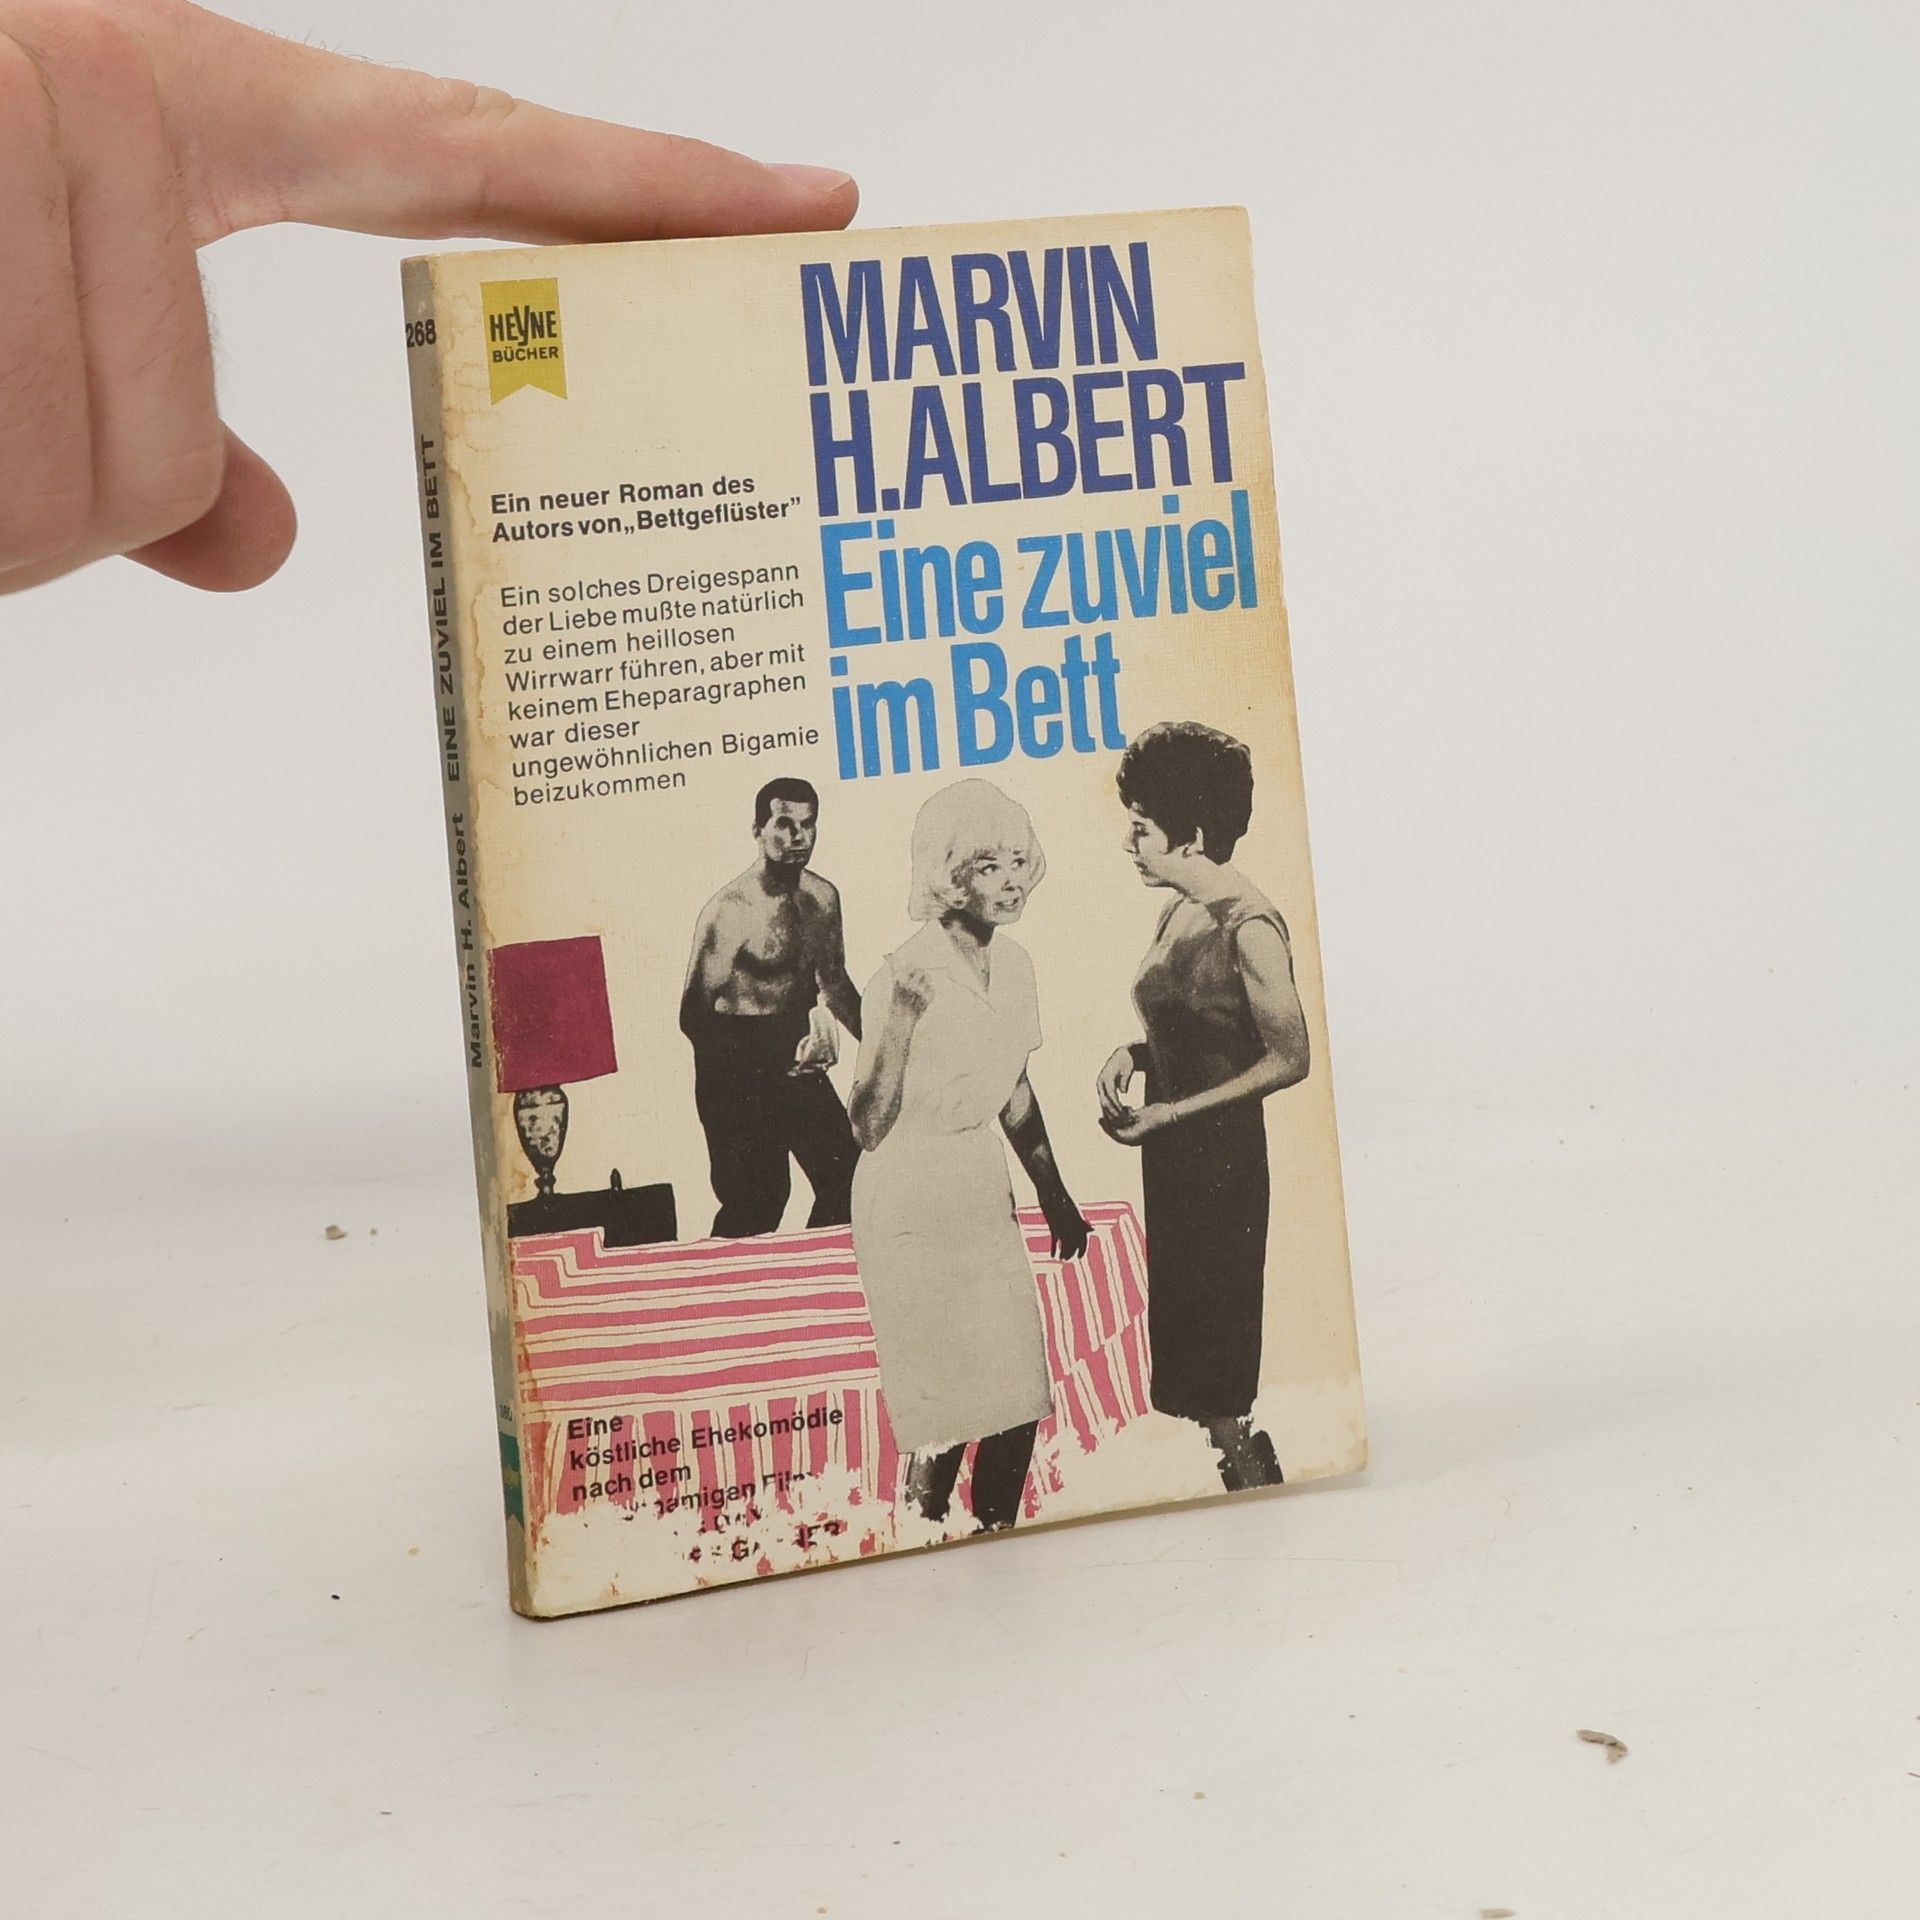 HEYNE
BÜCHER
MARVIN
H.ALBERT
Eine zuviel
im Bett
Ein neuer Roman des
Autors von „Bettgeflüster”
Ein solches Dreigespann
der Liebe mußte natürlich
zu einem heillosen
Wirrwarr führen, aber mit
keinem Eheparagraphen
war dieser
ungewöhnlichen Bigamie
beizukommen
Eine
köstliche Ehekomödie
nach dem
268
Marvin H. Albert EINE ZUVIEL IM BETT